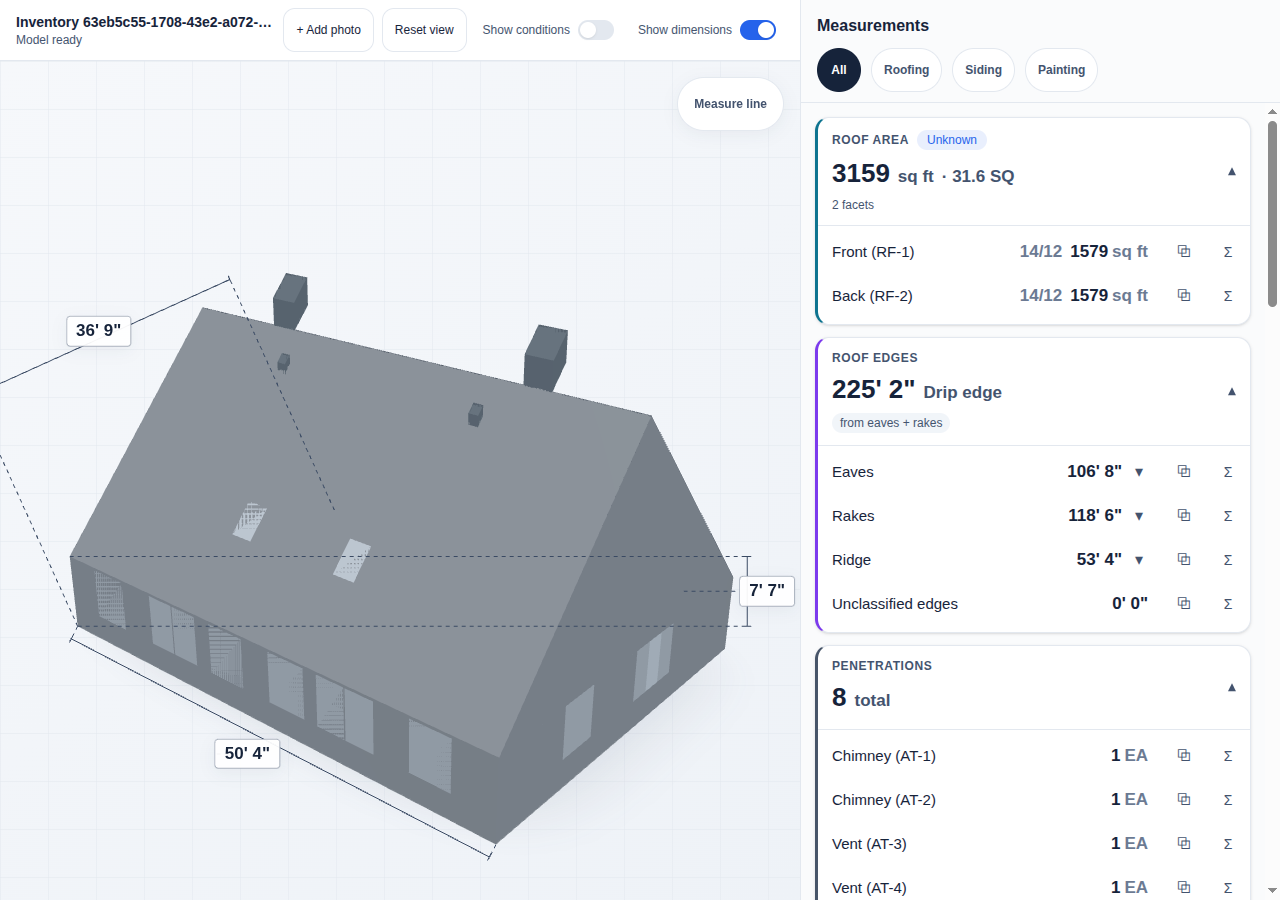 Inventory 63eb5c55-1708-43e2-a072-…
Model ready
+ Add photo
Reset view
Show conditions
Show dimensions
Measure line
36' 9"
7' 7"
50' 4"
Measurements
All
Roofing
Siding
Painting
ROOF AREA Unknown
3159 sq ft · 31.6 SQ
▲
2 facets
Front (RF-1) 14/12 1579 sq ft Σ
Back (RF-2) 14/12 1579 sq ft Σ
ROOF EDGES
225' 2" Drip edge
▲
from eaves + rakes
Eaves 106' 8" ▼ Σ
Rakes 118' 6" ▼ Σ
Ridge 53' 4" ▼ Σ
Unclassified edges 0' 0" Σ
PENETRATIONS
8 total
▲
Chimney (AT-1) 1 EA Σ
Chimney (AT-2) 1 EA Σ
Vent (AT-3) 1 EA Σ
Vent (AT-4) 1 EA Σ